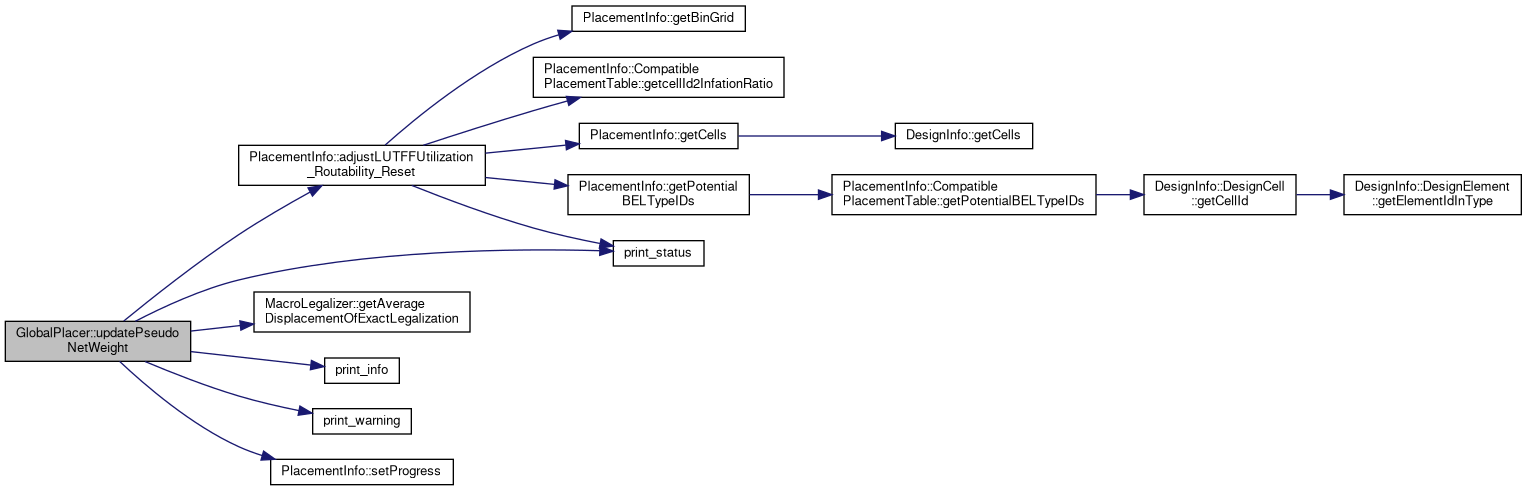 PlacementInfo::getBinGrid
PlacementInfo::Compatible
PlacementTable::getcellId2InfationRatio
PlacementInfo::getCells
DesignInfo::getCells
PlacementInfo::adjustLUTFFUtilization
_Routability_Reset
PlacementInfo::getPotential
BELTypeIDs
PlacementInfo::Compatible
PlacementTable::getPotentialBELTypeIDs
DesignInfo::DesignCell
::getCellId
DesignInfo::DesignElement
::getElementIdInType
print_status
MacroLegalizer::getAverage
DisplacementOfExactLegalization
GlobalPlacer::updatePseudo
NetWeight
print_info
print_warning
PlacementInfo::setProgress